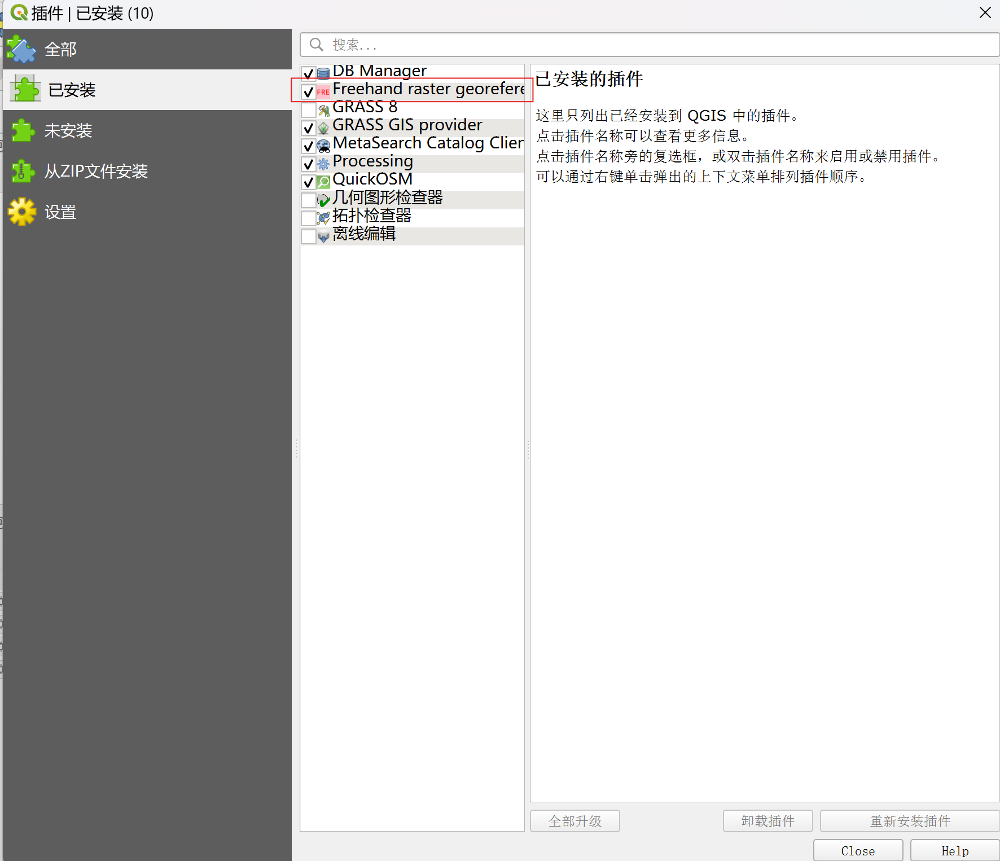 插件 | 已安装 (10)
全部
已安装
未安装
从ZIP文件安装
设置
搜索...
DB Manager
FRE Freehand raster georefere
GRASS 8
GRASS GIS provider
MetaSearch Catalog Clien
Processing
QuickOSM
几何图形检查器
拓扑检查器
离线编辑
已安装的插件
这里只列出已经安装到 QGIS 中的插件。
点击插件名称可以查看更多信息。
点击插件名称旁的复选框，或双击插件名称来启用或禁用插件。
可以通过右键单击弹出的上下文菜单排列插件顺序。
全部升级
卸载插件
重新安装插件
Close
Help